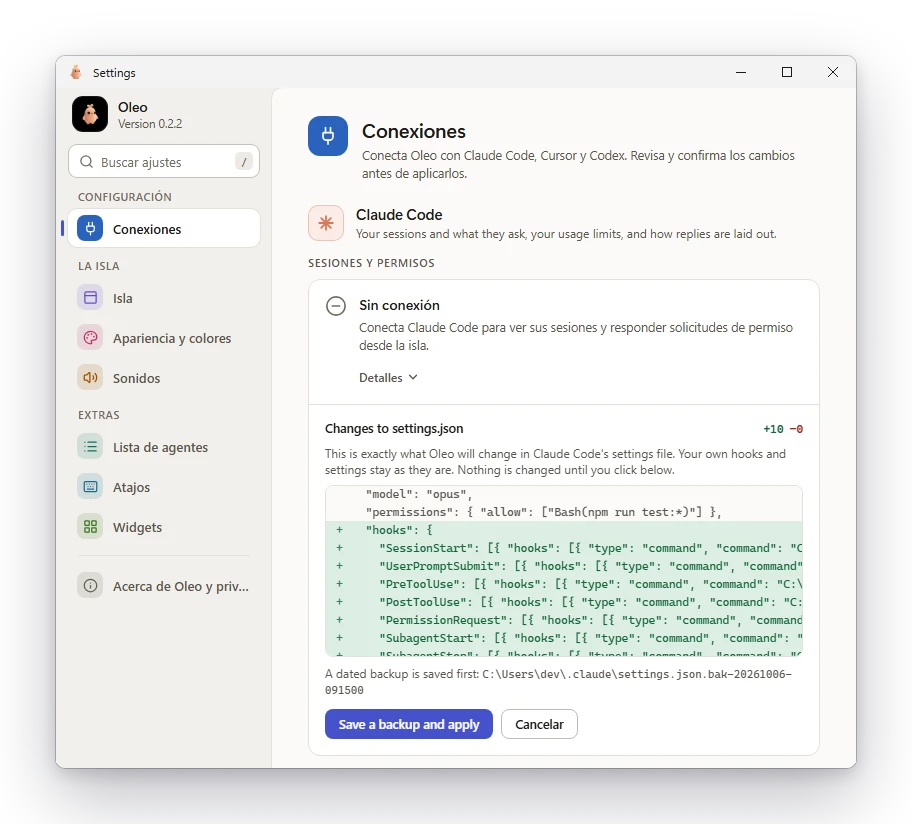 Settings
Oleo
Version 0.2.2
Buscar ajustes /
CONFIGURACIÓN
Conexiones
LA ISLA
Isla
Apariencia y colores
Sonidos
EXTRAS
Lista de agentes
Atajos
Widgets
Acerca de Oleo y priv...
Conexiones
Conecta Oleo con Claude Code, Cursor y Codex. Revisa y confirma los cambios
antes de aplicarlos.
Claude Code
Your sessions and what they ask, your usage limits, and how replies are laid out.
SESIONES Y PERMISOS
Sin conexión
Conecta Claude Code para ver sus sesiones y responder solicitudes de permiso
desde la isla.
Detalles
Changes to settings.json +10 −0
This is exactly what Oleo will change in Claude Code's settings file. Your own hooks and
settings stay as they are. Nothing is changed until you click below.
"model": "opus",
"permissions": { "allow": ["Bash(npm run test:*)"] },
+ "hooks": {
+ "SessionStart": [{ "hooks": [{ "type": "command", "command": "C
+ "UserPromptSubmit": [{ "hooks": [{ "type": "command", "command"
+ "PreToolUse": [{ "hooks": [{ "type": "command", "command": "C:\
+ "PostToolUse": [{ "hooks": [{ "type": "command", "command": "C:
+ "PermissionRequest": [{ "hooks": [{ "type": "command", "command
+ "SubagentStart": [{ "hooks": [{ "type": "command", "command": "
+ "SubagentStop": [{ "hooks": [{ "type": "command", "command": "C
A dated backup is saved first: C:\Users\dev\.claude\settings.json.bak-20261006-
091500
Save a backup and apply
Cancelar